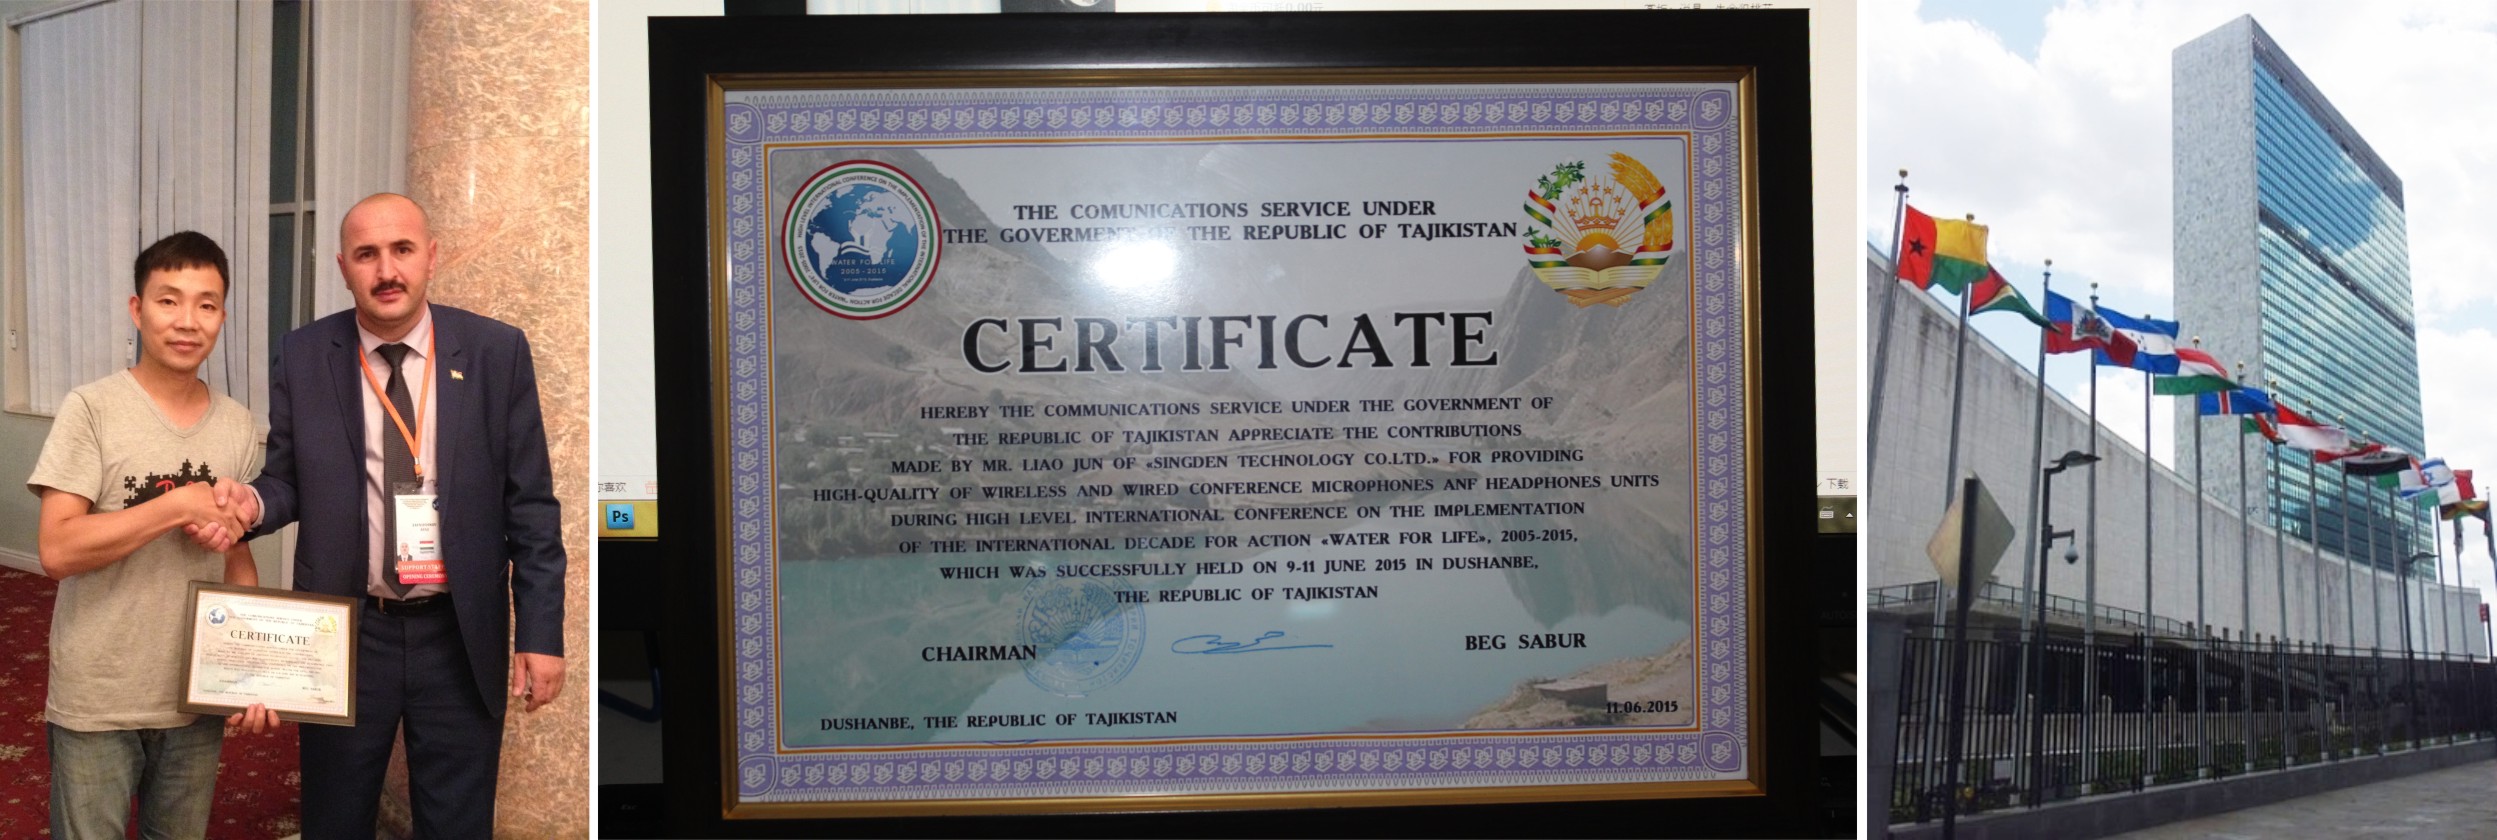 THE COMUNICATIONS SERVICE UNDER
THE GOVERMENT OF THE REPUBLIC OF TAJIKISTAN
WATER FOR LIFE
2005-2015
CERTIFICATE
HEREBY THE COMMUNICATIONS SERVICE UNDER THE GOVERNMENT OF
THE REPUBLIC OF TAJIKISTAN APPRECIATE THE CONTRIBUTIONS
MADE BY MR. LIAO JUN OF «SINGDEN TECHNOLOGY CO.LTD.» FOR PROVIDING
HIGH-QUALITY OF WIRELESS AND WIRED CONFERENCE MICROPHONES ANF HEADPHONES UNITS
DURING HIGH LEVEL INTERNATIONAL CONFERENCE ON THE IMPLEMENTATION
OF THE INTERNATIONAL DECADE FOR ACTION «WATER FOR LIFE», 2005-2015,
WHICH WAS SUCCESSFULLY HELD ON 9-11 JUNE 2015 IN DUSHANBE,
THE REPUBLIC OF TAJIKISTAN
CHAIRMAN
BEG SABUR
DUSHANBE, THE REPUBLIC OF TAJIKISTAN
11.06.2015
CERTIFICATE
Ps
你喜欢
下载